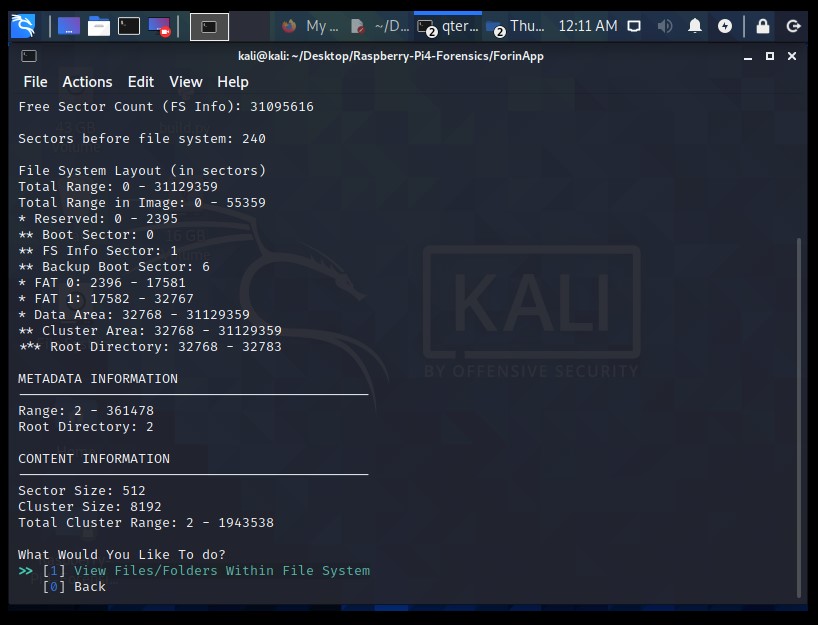 My ...
~/D...
2 qter...
2 Thu...
12:11 AM
kali@kali: ~/Desktop/Raspberry-Pi4-Forensics/ForinApp
File Actions Edit View Help
Free Sector Count (FS Info): 31095616
Sectors before file system: 240
File System Layout (in sectors)
Total Range: 0 - 31129359
Total Range in Image: 0 - 55359
* Reserved: 0 - 2395
** Boot Sector: 0
** FS Info Sector: 1
** Backup Boot Sector: 6
* FAT 0: 2396 - 17581
* FAT 1: 17582 - 32767
* Data Area: 32768 - 31129359
** Cluster Area: 32768 - 31129359
*** Root Directory: 32768 - 32783
METADATA INFORMATION
Range: 2 - 361478
Root Directory: 2
CONTENT INFORMATION
Sector Size: 512
Cluster Size: 8192
Total Cluster Range: 2 - 1943538
What Would You Like To do?
>> [1] View Files/Folders Within File System
[0] Back
KALI
BY OFFENSIVE SECURITY